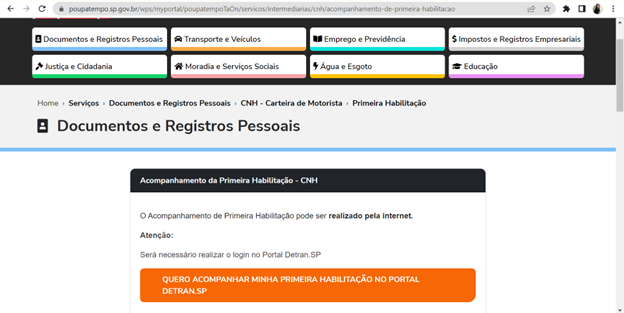 poupatempo.sp.gov.br/wps/myportal/poupatempoTaOn/servicos/intermediarias/cnh/acompanhamento-de-primeira-habilitacao
Documentos e Registros Pessoais
Transporte e Veículos
Emprego e Previdência
Impostos e Registros Empresariais
Justiça e Cidadania
Moradia e Serviços Sociais
Água e Esgoto
Educação
Home › Serviços › Documentos e Registros Pessoais › CNH - Carteira de Motorista › Primeira Habilitação
Documentos e Registros Pessoais
Acompanhamento da Primeira Habilitação - CNH
O Acompanhamento de Primeira Habilitação pode ser realizado pela internet.
Atenção:
Será necessário realizar o login no Portal Detran.SP
QUERO ACOMPANHAR MINHA PRIMEIRA HABILITAÇÃO NO PORTAL
DETRAN.SP